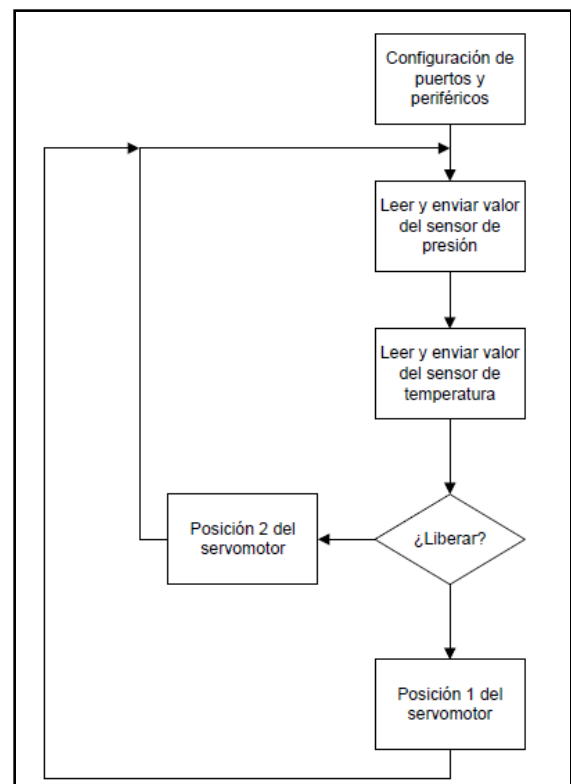 Configuración de
puertos y
periféricos
Leer y enviar valor
del sensor de
presión
Leer y enviar valor
del sensor de
temperatura
¿Liberar?
Posición 2 del
servomotor
Posición 1 del
servomotor